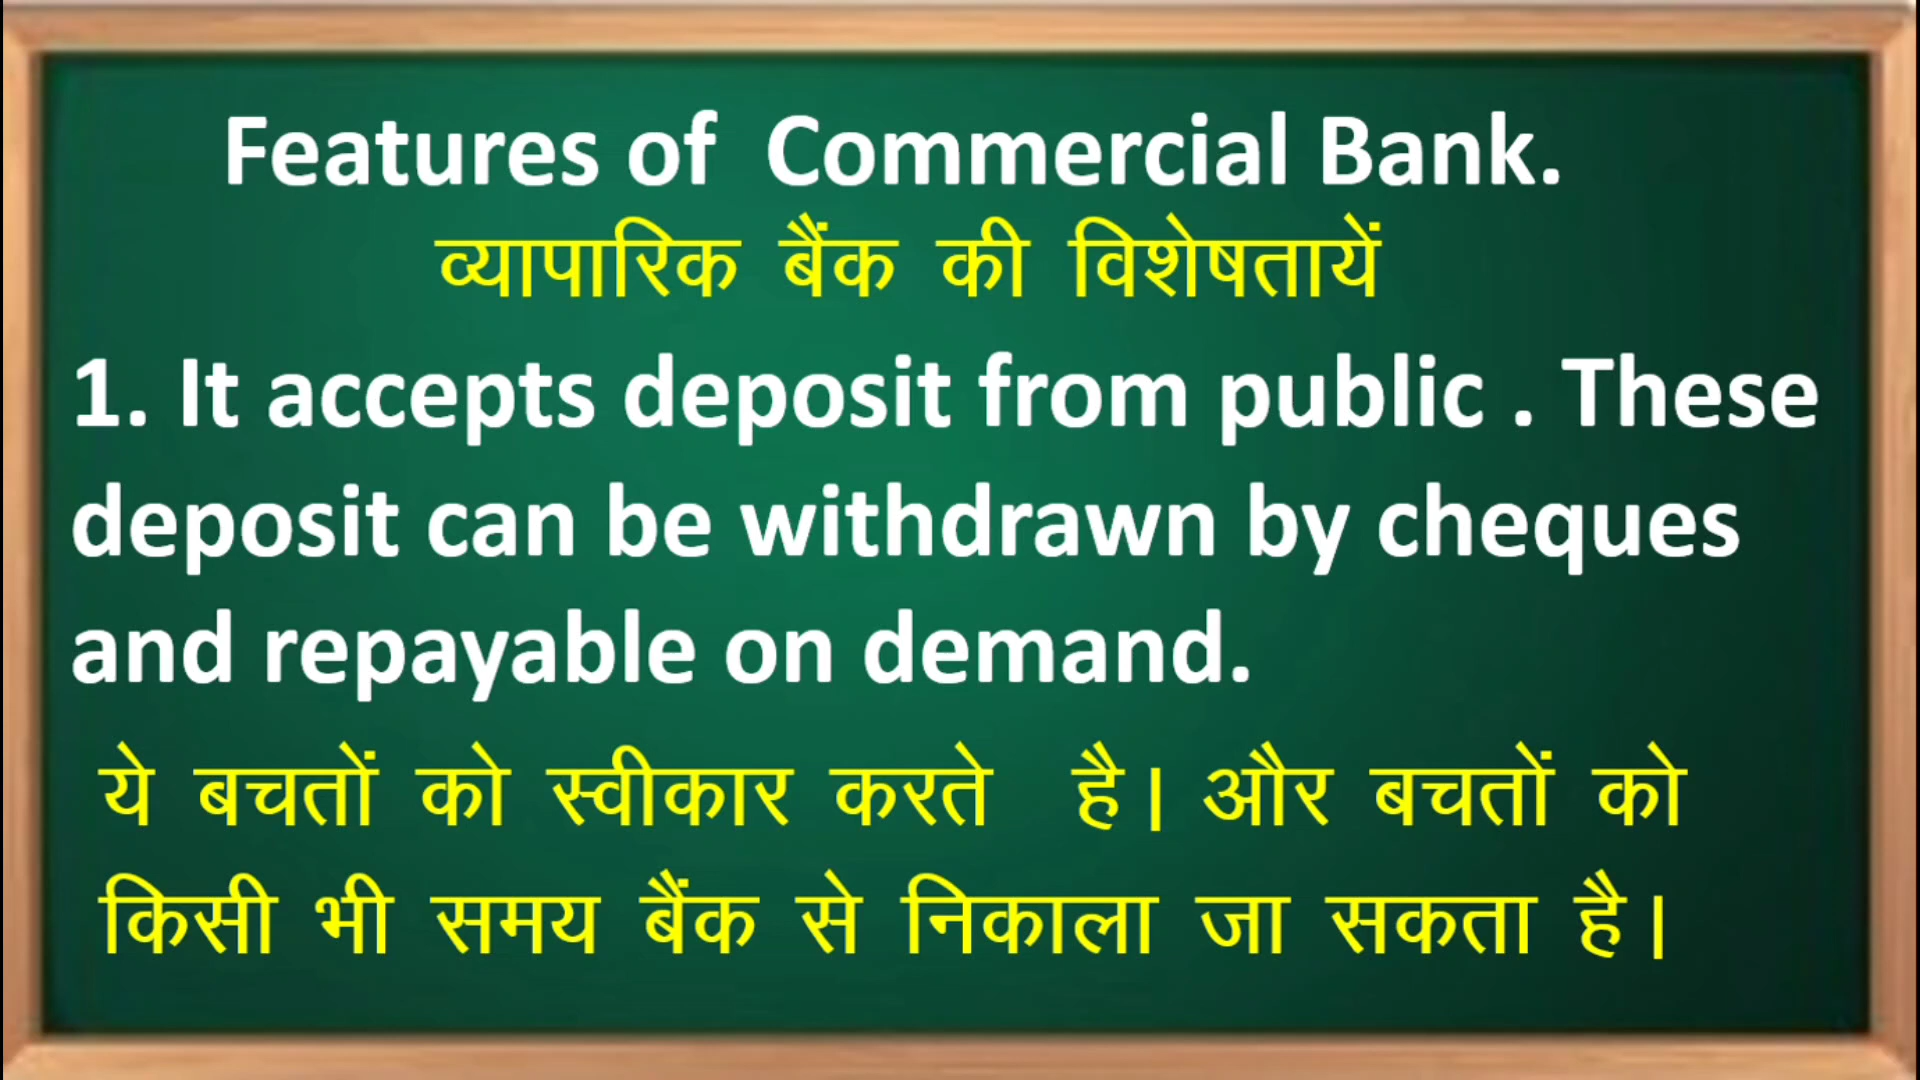 Features of  Commercial Bank.
व्यापारिक बैंक की विशेषतायें
1. It accepts deposit from public . These
deposit can be withdrawn by cheques
and repayable on demand.
ये बचतों को स्वीकार करते  है। और बचतों को
किसी भी समय बैंक से निकाला जा सकता है।